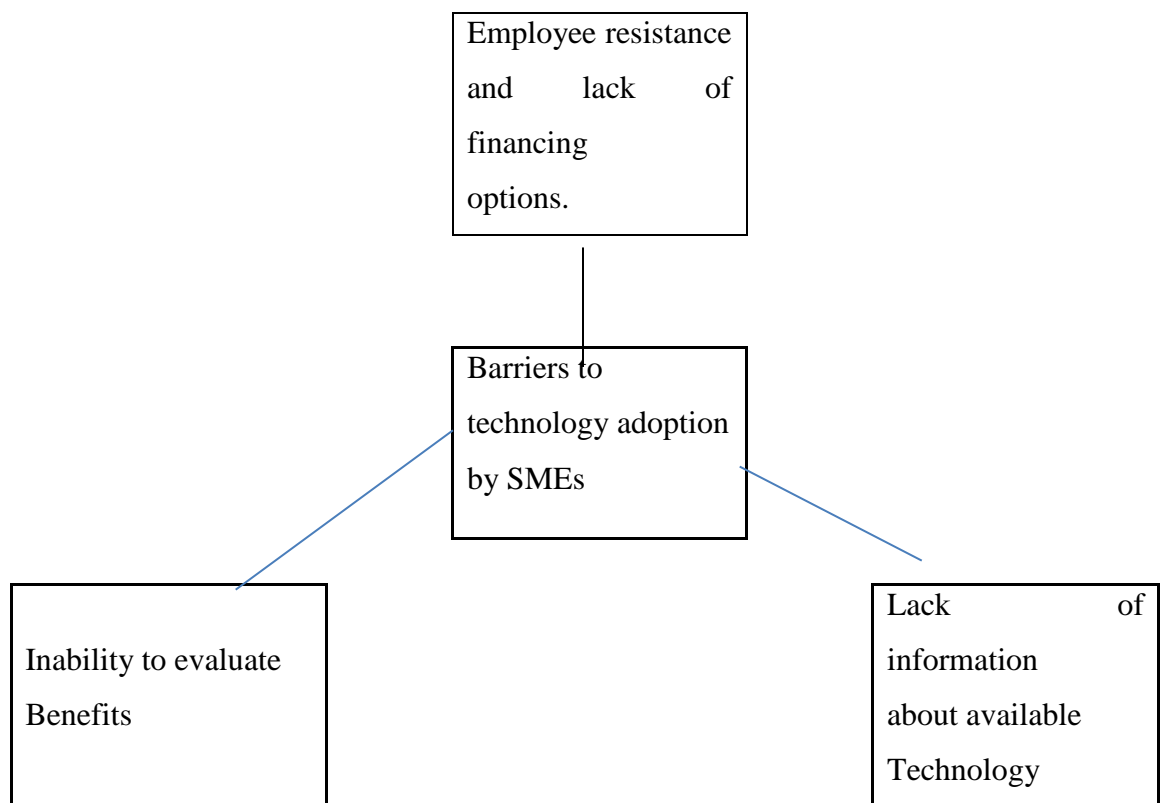 Employee resistance
and lack of
financing
options.
Barriers to
technology adoption
by SMEs
Inability to evaluate
Benefits
Lack of
information
about available
Technology